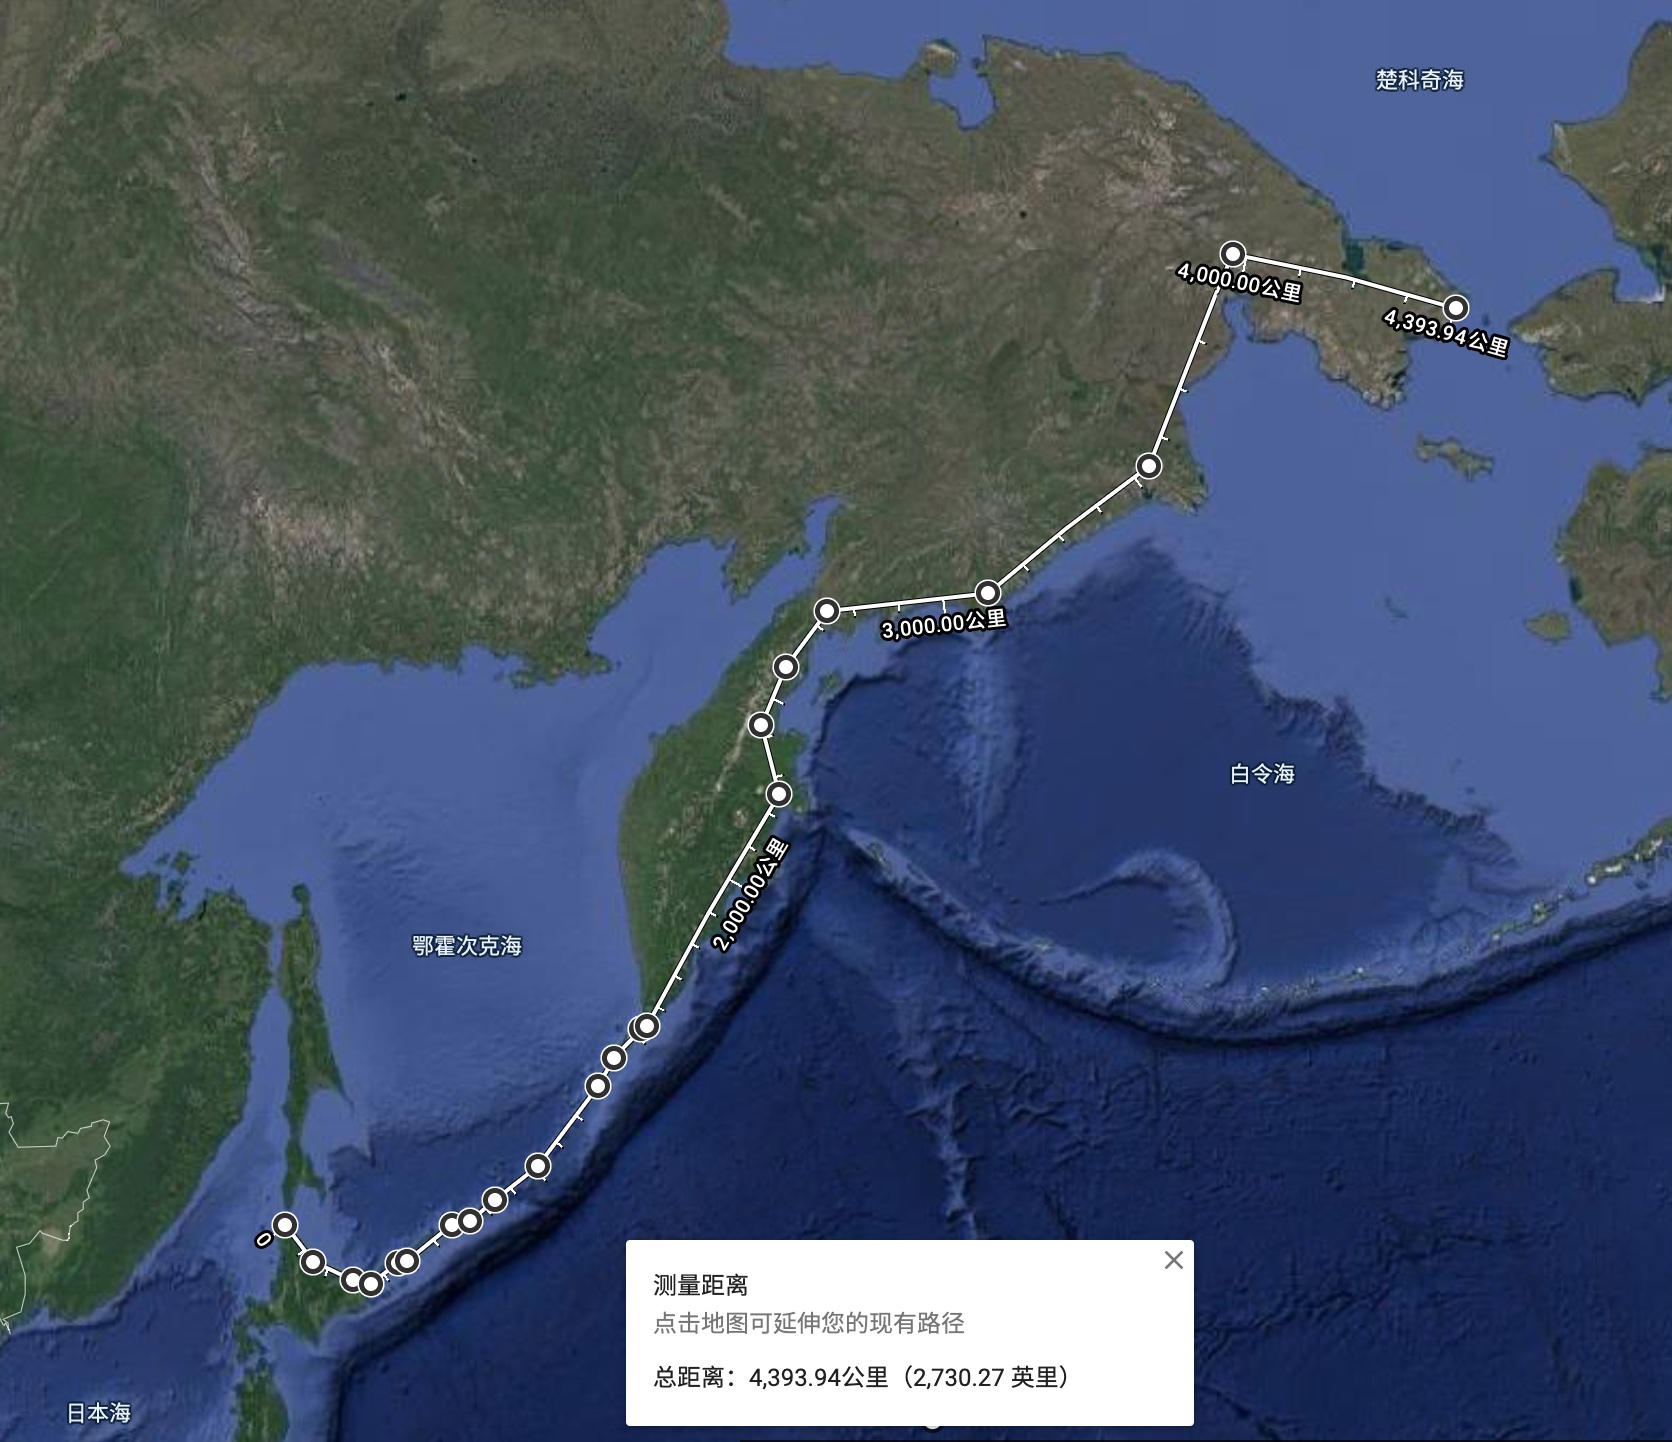 楚科奇海
4,000.00公里
4,393.94公里
3,000.00公里
白令海
2,000.00公里
鄂霍次克海
0
测量距离
点击地图可延伸您的现有路径
总距离：4,393.94公里（2,730.27 英里）
日本海